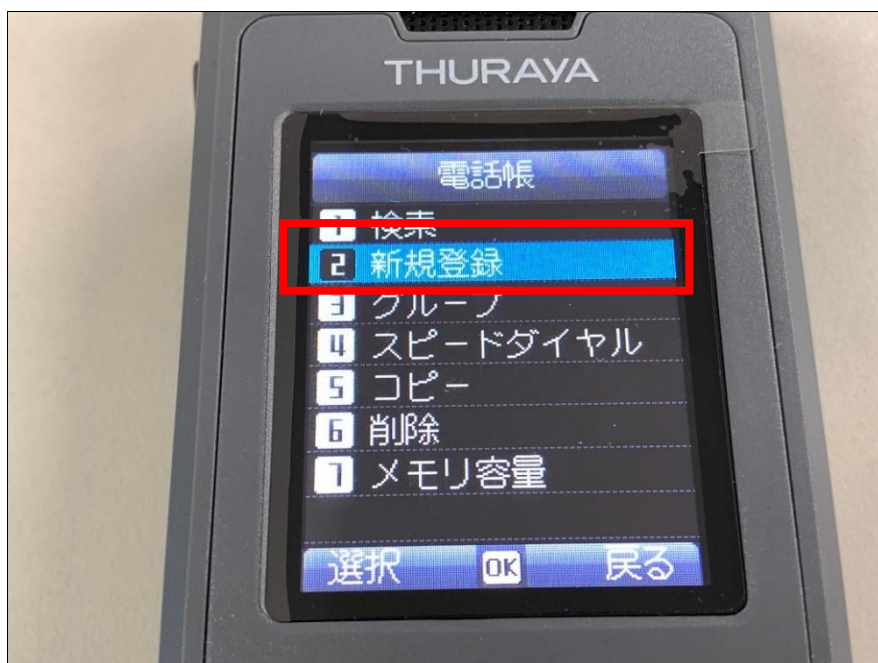 THURAYA
電話帳
1 検索
2 新規登録
3 グループ
4 スピードダイヤル
5 コピー
6 削除
7 メモリ容量
選択 OK 戻る